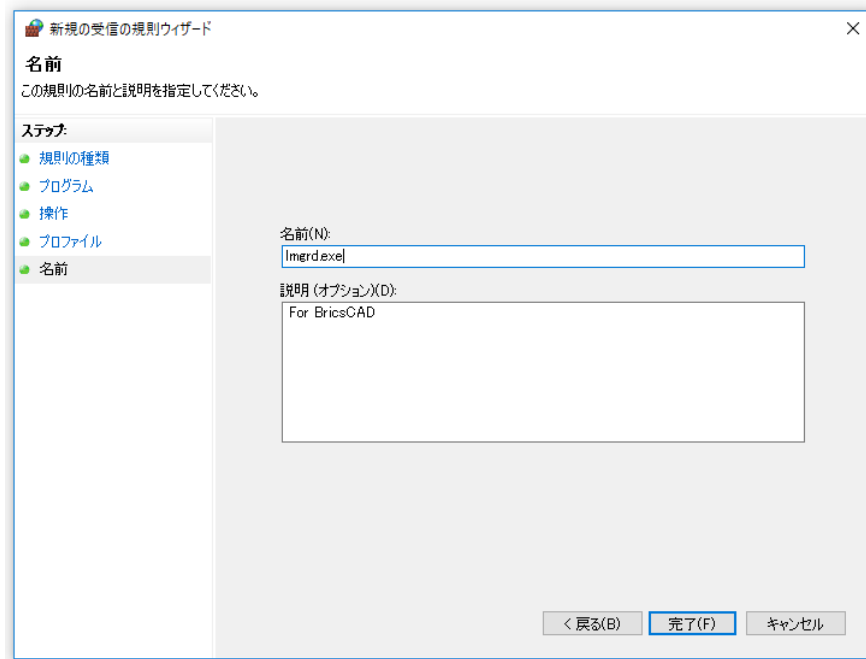 新規の受信の規則ウィザード
名前
この規則の名前と説明を指定してください。
ステップ:
規則の種類
プログラム
操作
プロファイル
名前
名前(N):
lmgrd.exe
説明 (オプション)(D):
For BricsCAD
< 戻る(B)
完了(F)
キャンセル